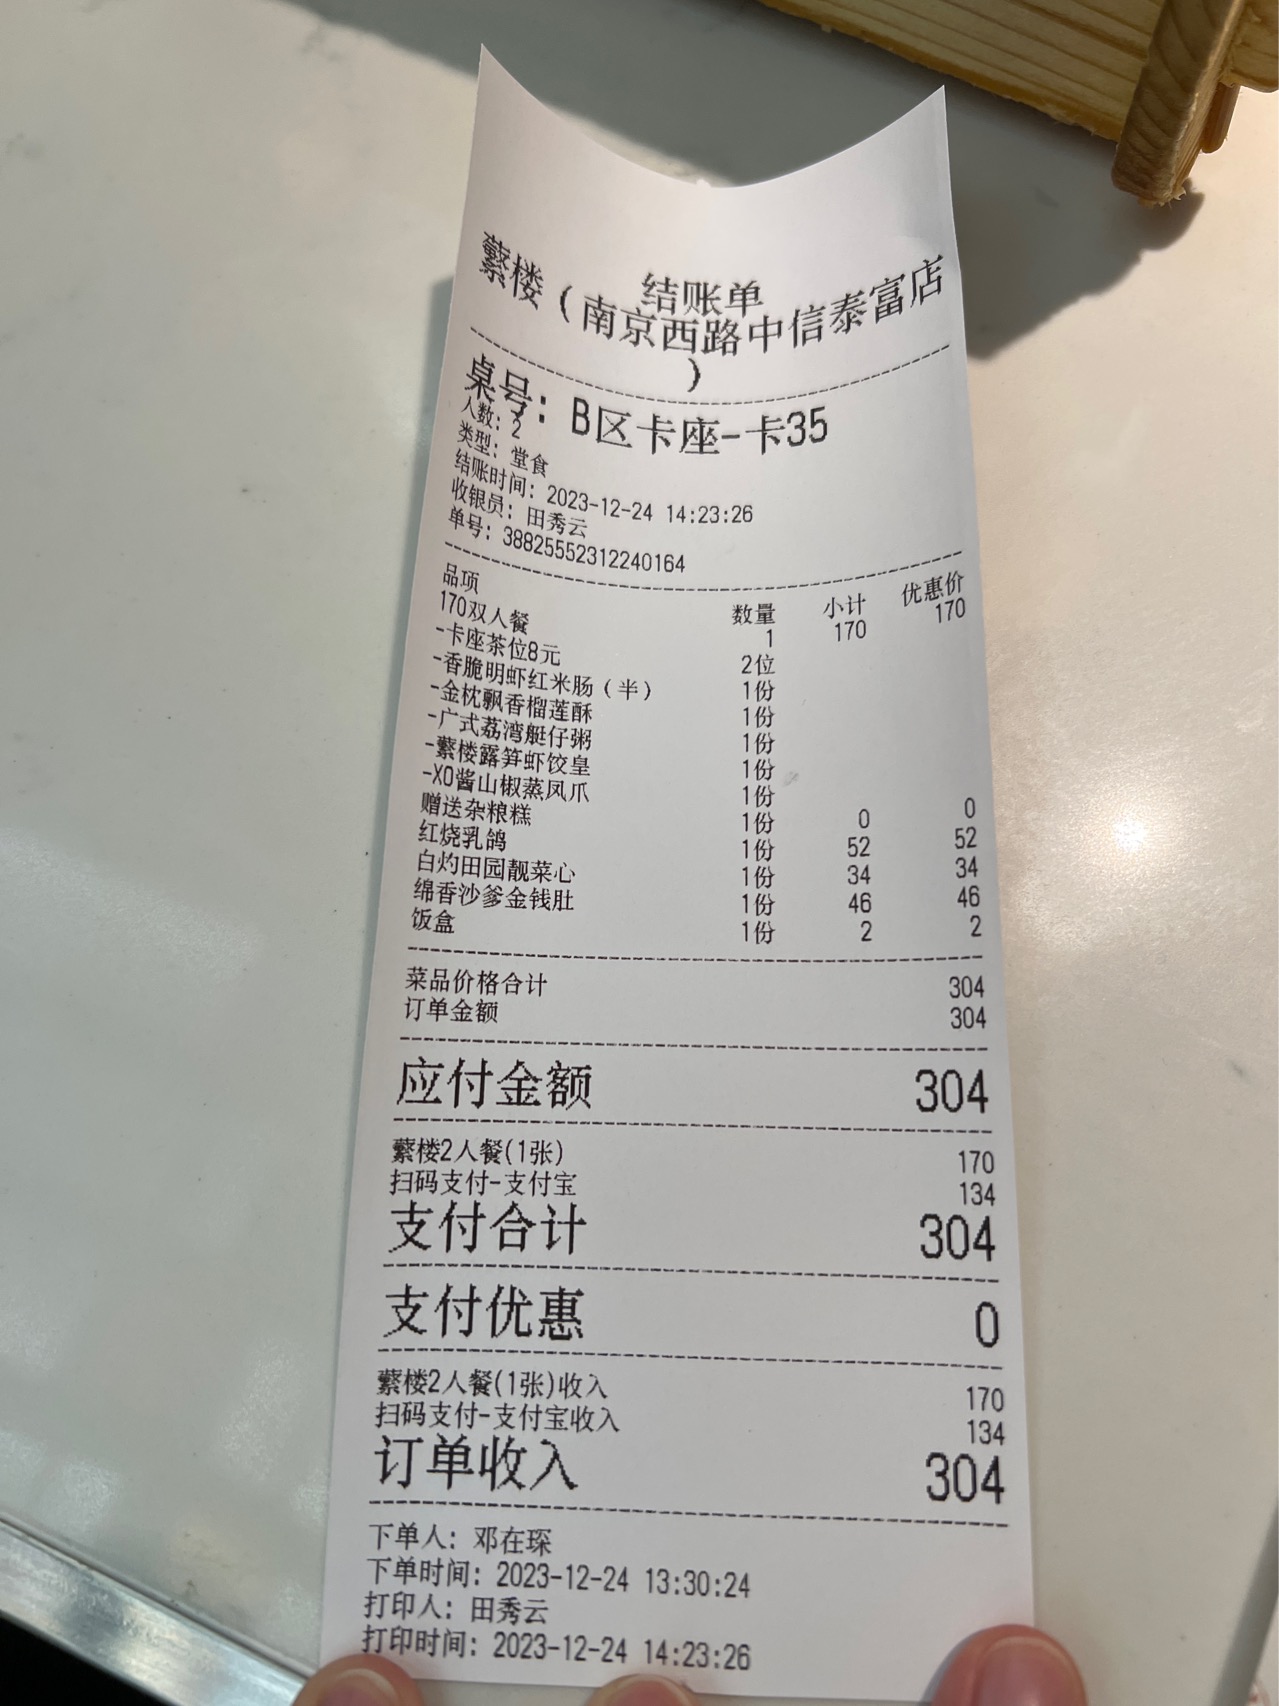 结账单
蘩楼（南京西路中信泰富店
）
桌号：B区卡座-卡35
人数：2
类型：堂食
结账时间：2023-12-24 14:23:26
收银员：田秀云
单号：38825552312240164
品项 数量 小计 优惠价
170双人餐 1 170 170
-卡座茶位8元 2位
-香脆明虾红米肠（半） 1份
-金枕飘香榴莲酥 1份
-广式荔湾艇仔粥 1份
-蘩楼露笋虾饺皇 1份
-XO酱山椒蒸凤爪 1份
赠送杂粮糕 1份 0 0
红烧乳鸽 1份 52 52
白灼田园靓菜心 1份 34 34
绵香沙爹金钱肚 1份 46 46
饭盒 1份 2 2
菜品价格合计 304
订单金额 304
应付金额 304
蘩楼2人餐(1张) 170
扫码支付-支付宝 134
支付合计 304
支付优惠 0
蘩楼2人餐(1张)收入 170
扫码支付-支付宝收入 134
订单收入 304
下单人：邓在琛
下单时间：2023-12-24 13:30:24
打印人：田秀云
打印时间：2023-12-24 14:23:26